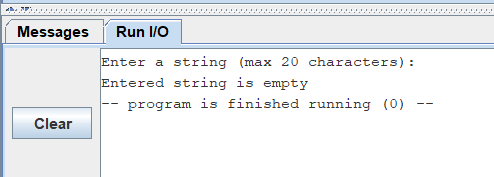 Messages Run I/O
Enter a string (max 20 characters):
Entered string is empty
-- program is finished running (0) --
Clear